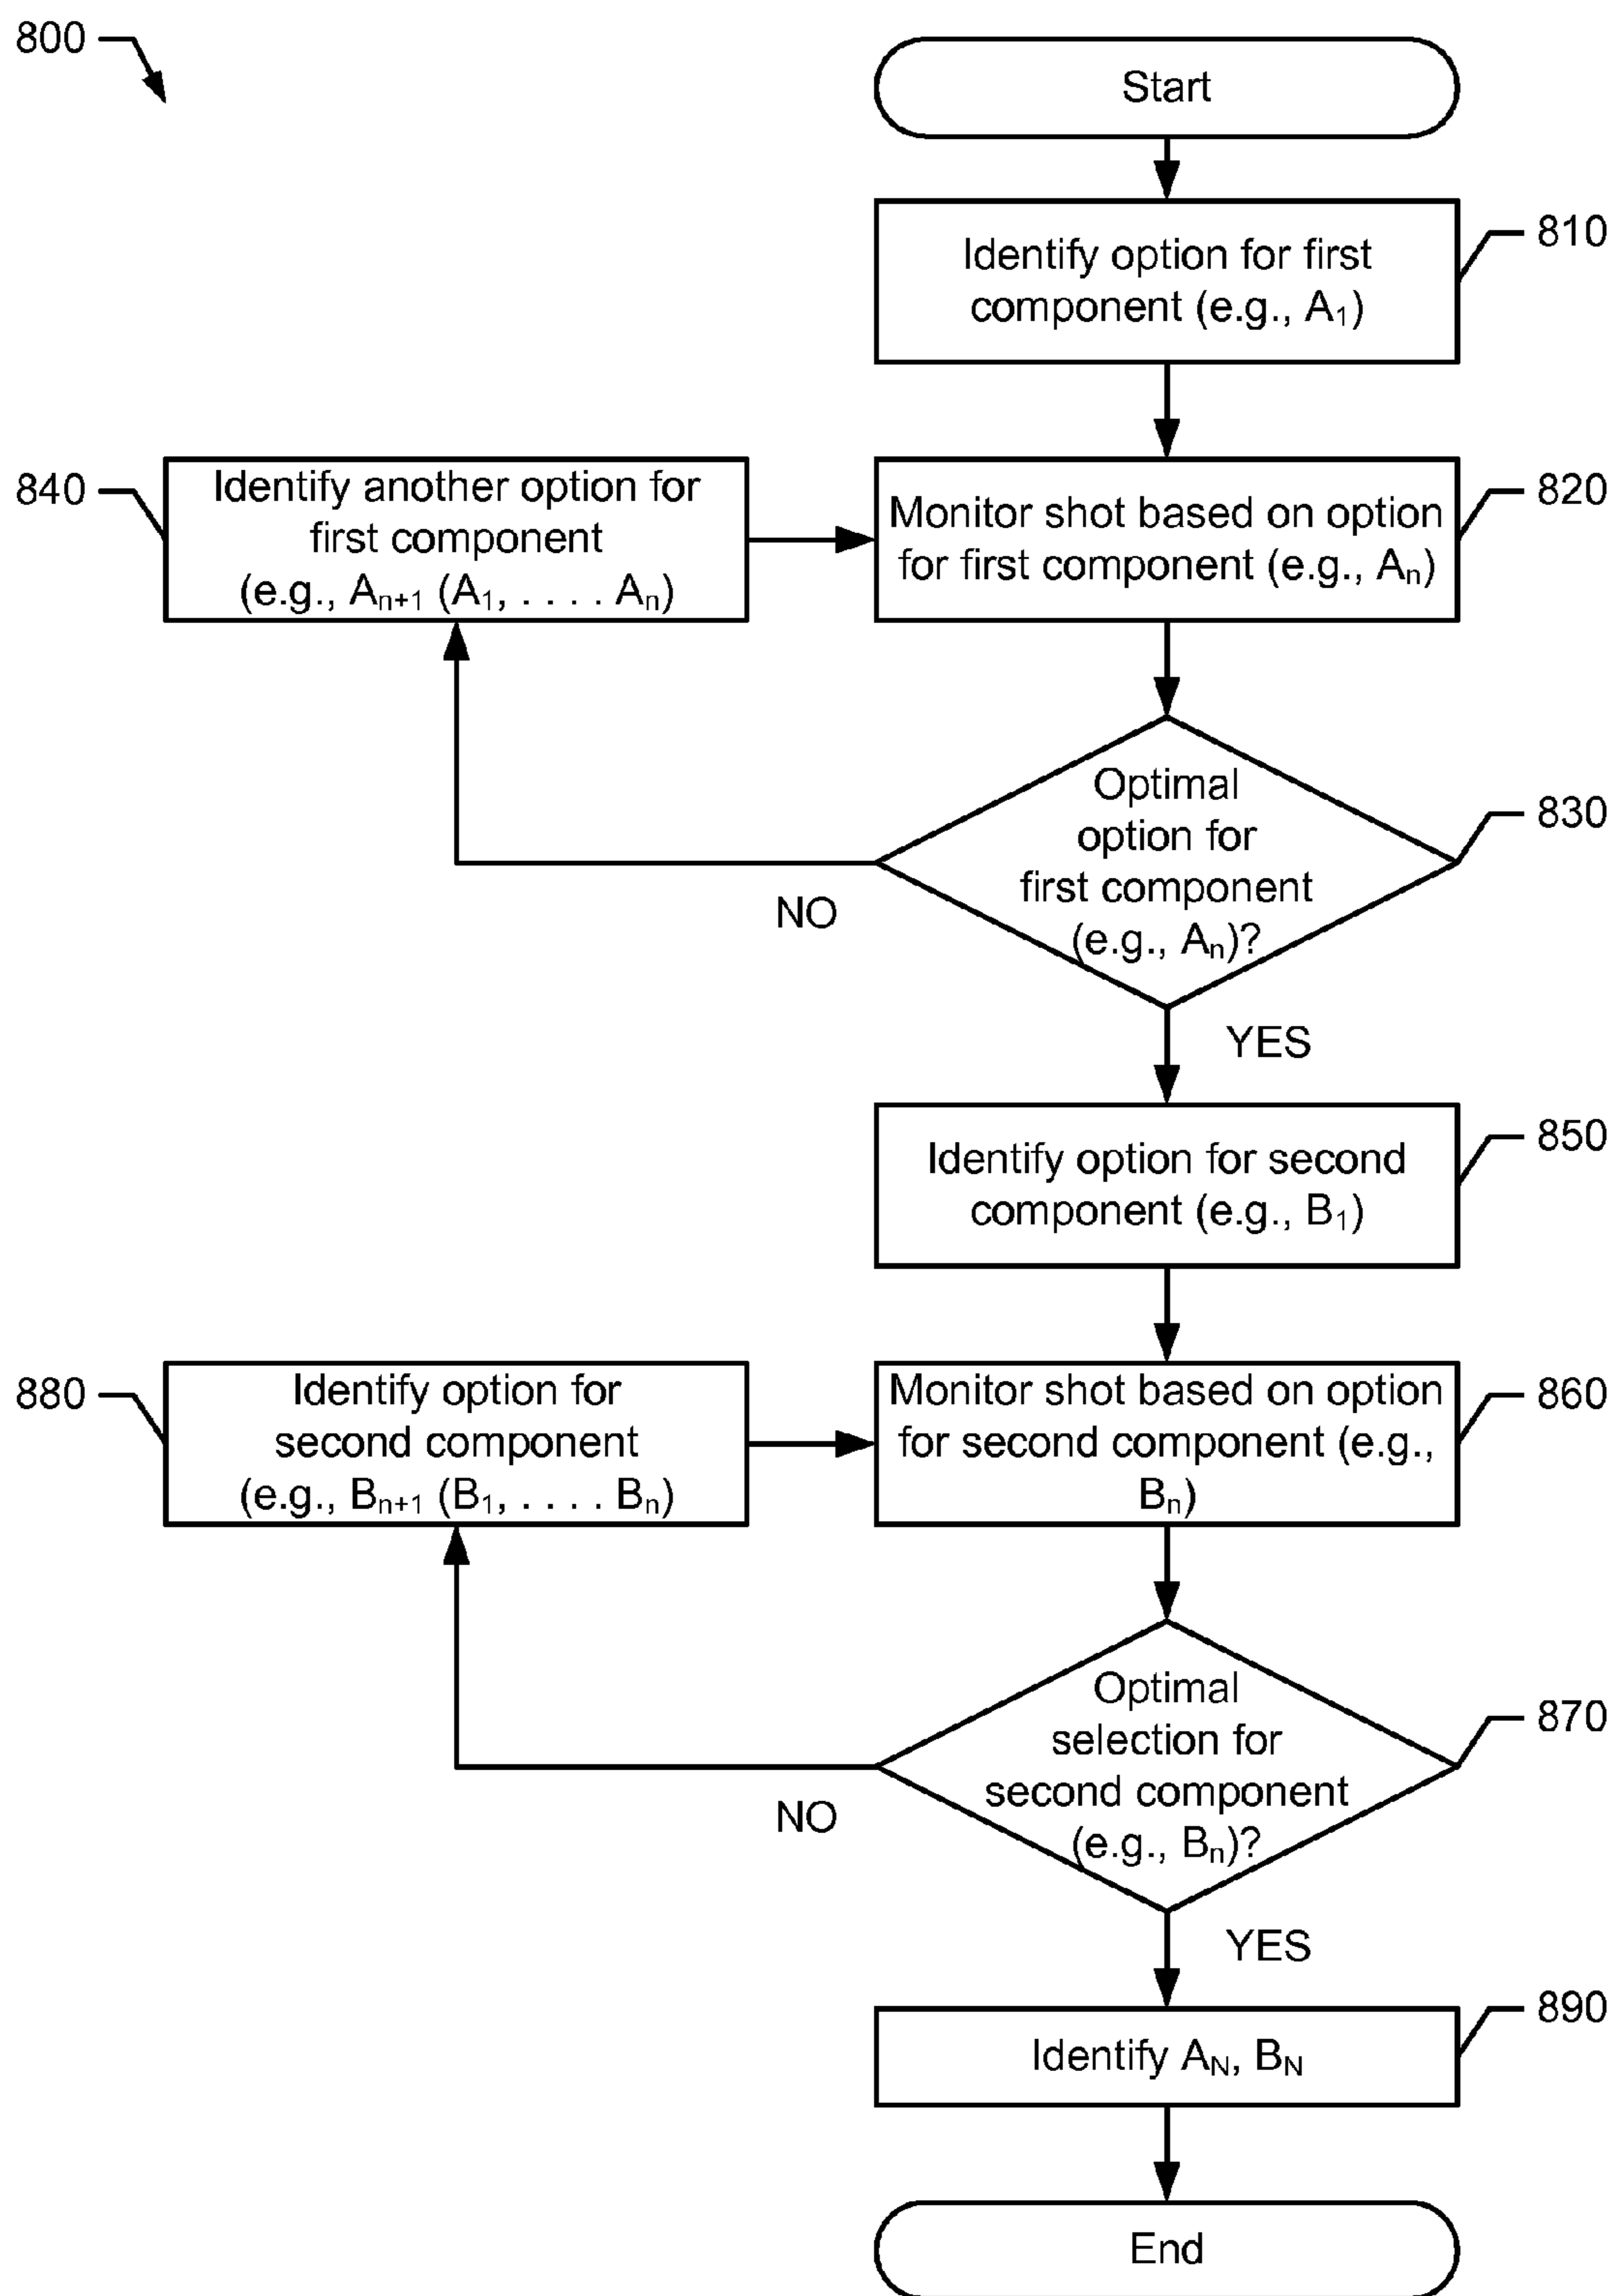 800
Start
Identify option for first
component (e.g., A₁)
810
Identify another option for
first component
(e.g., Aₙ₊₁ (A₁, . . . . Aₙ)
840
Monitor shot based on option
for first component (e.g., Aₙ)
820
Optimal
option for
first component
(e.g., Aₙ)?
830
NO
YES
Identify option for second
component (e.g., B₁)
850
Identify option for
second component
(e.g., Bₙ₊₁ (B₁, . . . . Bₙ)
880
Monitor shot based on option
for second component (e.g.,
Bₙ)
860
Optimal
selection for
second component
(e.g., Bₙ)?
870
NO
YES
Identify A_N, B_N
890
End